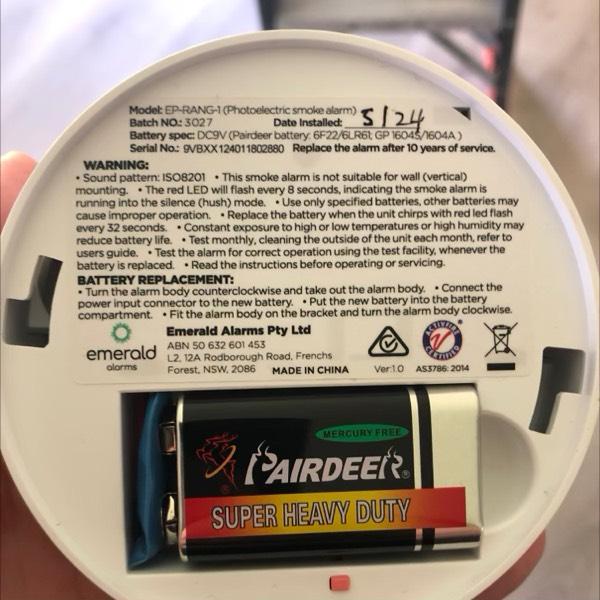 Model: EP-RANG-1 (Photoelectric smoke alarm)
Batch NO.: 3027 Date Installed: 5/24
Battery spec: DC9V (Pairdeer battery: 6F22/6LR61; GP 1604S/1604A )
Serial No.: 9VBXX124011802880 Replace the alarm after 10 years of service.
WARNING:
• Sound pattern: ISO8201 • This smoke alarm is not suitable for wall (vertical)
mounting. • The red LED will flash every 8 seconds, indicating the smoke alarm is
running into the silence (hush) mode. • Use only specified batteries, other batteries may
cause improper operation. • Replace the battery when the unit chirps with red led flash
every 32 seconds. • Constant exposure to high or low temperatures or high humidity may
reduce battery life. • Test monthly, cleaning the outside of the unit each month, refer to
users guide. • Test the alarm for correct operation using the test facility, whenever the
battery is replaced. • Read the instructions before operating or servicing.
BATTERY REPLACEMENT:
• Turn the alarm body counterclockwise and take out the alarm body. • Connect the
power input connector to the new battery. • Put the new battery into the battery
compartment. • Fit the alarm body on the bracket and turn the alarm body clockwise.
emerald
alarms
Emerald Alarms Pty Ltd
ABN 50 632 601 453
L2, 12A Rodborough Road, Frenchs
Forest, NSW, 2086 MADE IN CHINA Ver:1.0 AS3786: 2014
ACTIVFIRE
CERTIFIED
MERCURY FREE
PAIRDEER®
SUPER HEAVY DUTY